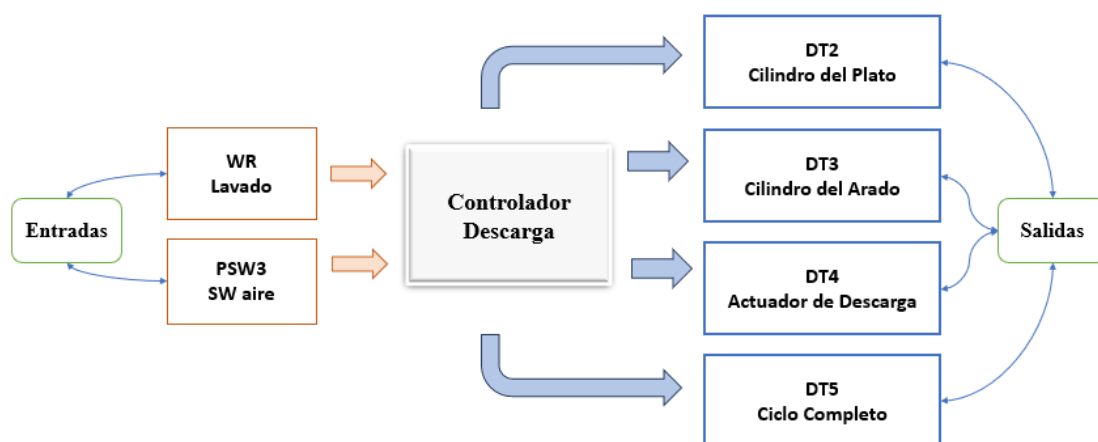 Entradas
WR
Lavado
PSW3
SW aire
Controlador
Descarga
DT2
Cilindro del Plato
DT3
Cilindro del Arado
DT4
Actuador de Descarga
DT5
Ciclo Completo
Salidas